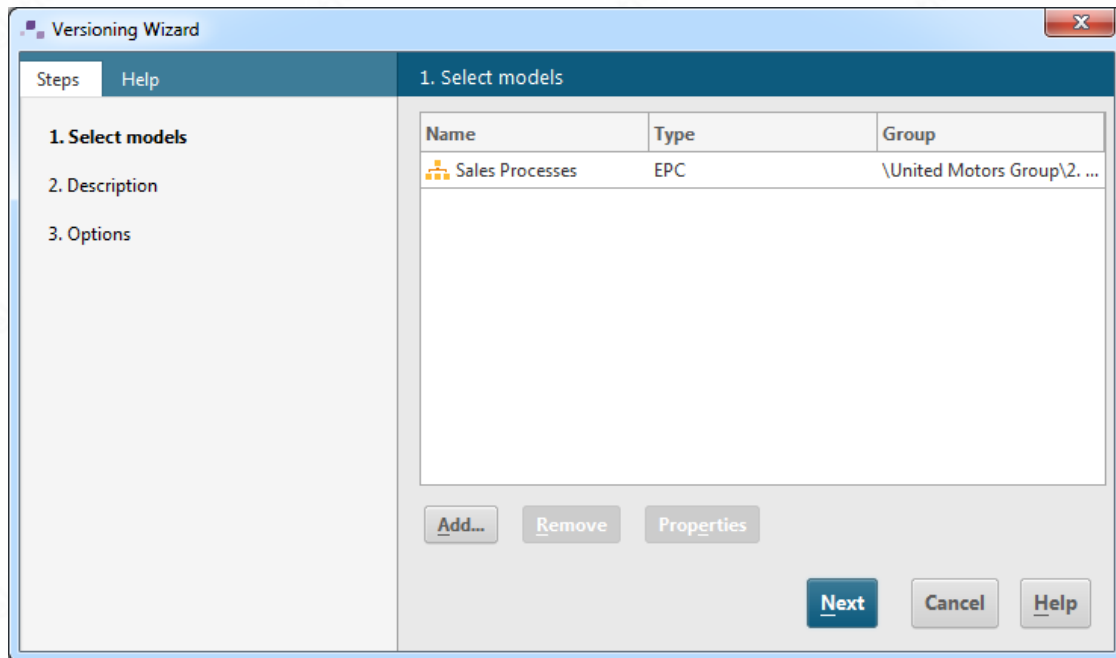 Versioning Wizard
Steps Help
1. Select models
2. Description
3. Options
1. Select models
Name Type Group
Sales Processes EPC \United Motors Group\2. ...
Add... Remove Properties
Next Cancel Help